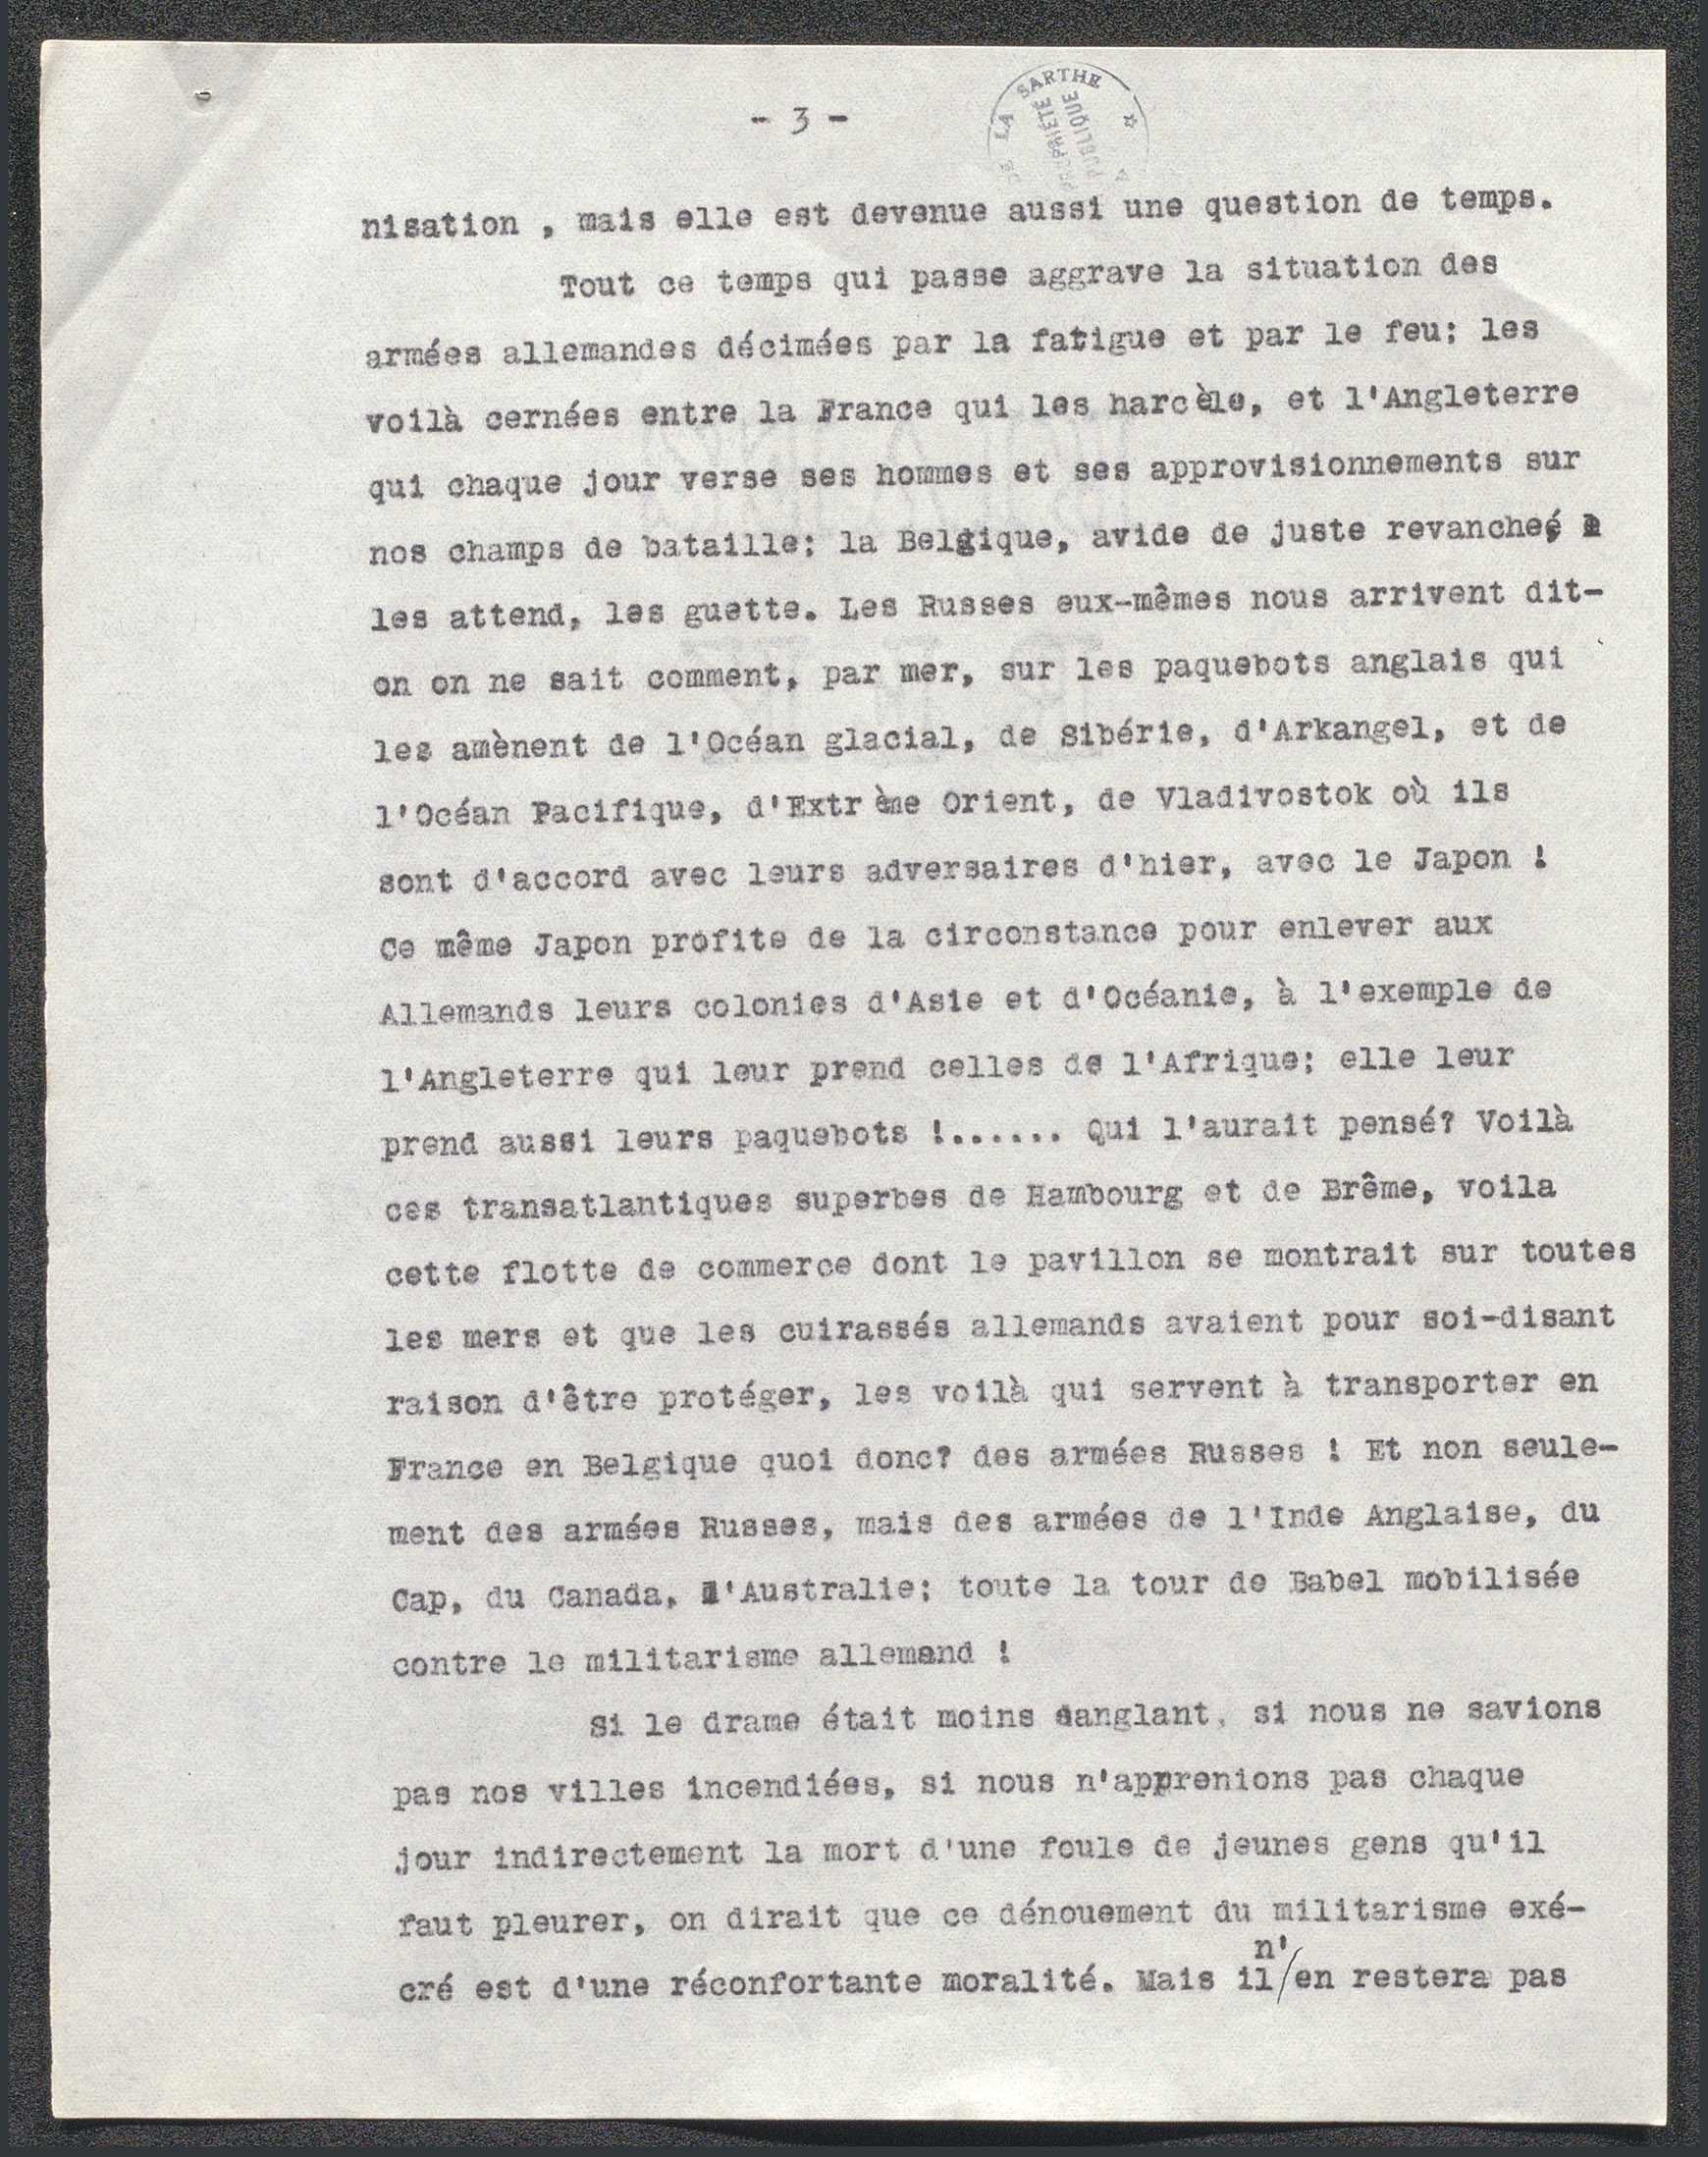 - 3 -
DE LA SARTHE
PROPRIÉTÉ
PUBLIQUE
nisation , mais elle est devenue aussi une question de temps.
Tout ce temps qui passe aggrave la situation des
armées allemandes décimées par la fatigue et par le feu; les
voilà cernées entre la France qui les harcèle, et l'Angleterre
qui chaque jour verse ses hommes et ses approvisionnements sur
nos champs de bataille; la Belgique, avide de juste revanche,
les attend, les guette. Les Russes eux-mêmes nous arrivent dit-
on on ne sait comment, par mer, sur les paquebots anglais qui
les amènent de l'Océan glacial, de Sibérie, d'Arkangel, et de
l'Océan Pacifique, d'Extrème Orient, de Vladivostok où ils
sont d'accord avec leurs adversaires d'hier, avec le Japon !
Ce même Japon profite de la circonstance pour enlever aux
Allemands leurs colonies d'Asie et d'Océanie, à l'exemple de
l'Angleterre qui leur prend celles de l'Afrique; elle leur
prend aussi leurs paquebots !...... Qui l'aurait pensé? Voilà
ces transatlantiques superbes de Hambourg et de Brême, voila
cette flotte de commerce dont le pavillon se montrait sur toutes
les mers et que les cuirassés allemands avaient pour soi-disant
raison d'être protéger, les voilà qui servent à transporter en
France en Belgique quoi donc? des armées Russes ! Et non seule-
ment des armées Russes, mais des armées de l'Inde Anglaise, du
Cap, du Canada, d'Australie; toute la tour de Babel mobilisée
contre le militarisme allemand !
Si le drame était moins sanglant, si nous ne savions
pas nos villes incendiées, si nous n'apprenions pas chaque
jour indirectement la mort d'une foule de jeunes gens qu'il
faut pleurer, on dirait que ce dénouement du militarisme exé-
cré est d'une réconfortante moralité. Mais il n'en restera pas